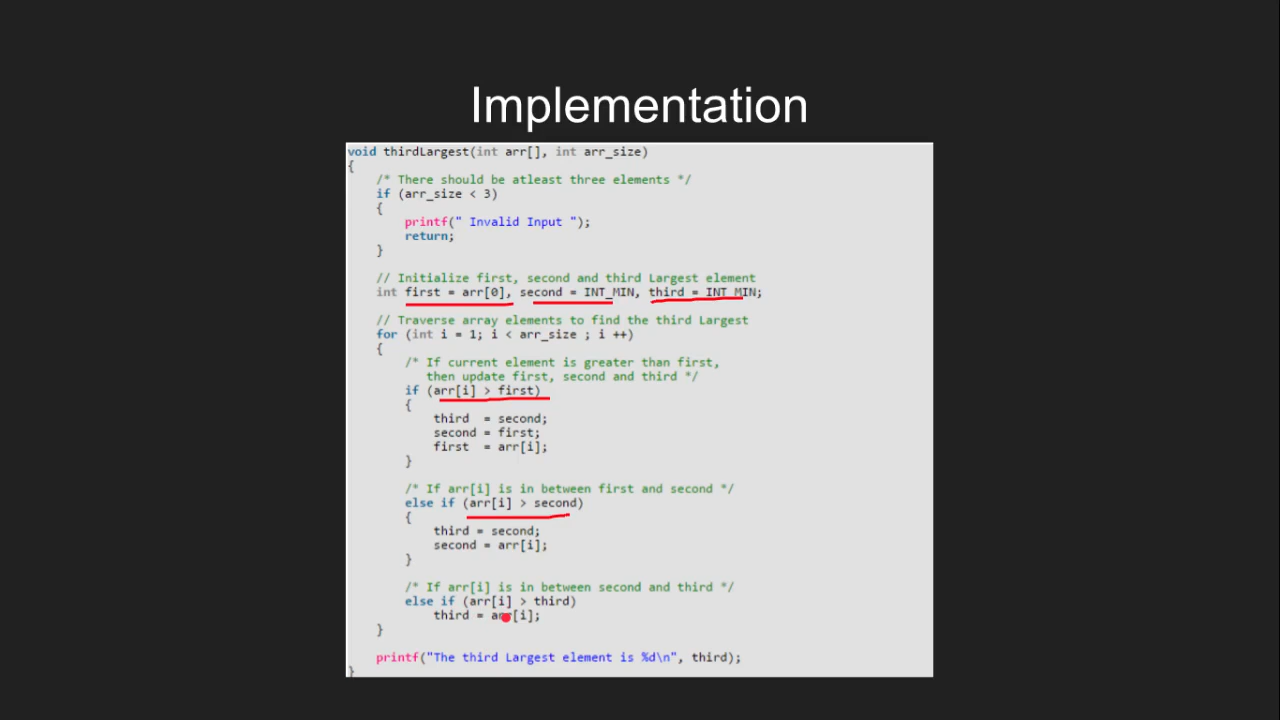 Implementation
void thirdLargest(int arr[], int arr_size)
{
    /* There should be atleast three elements */
    if (arr_size < 3)
    {
        printf(" Invalid Input ");
        return;
    }
    // Initialize first, second and third Largest element
    int first = arr[0], second = INT_MIN, third = INT_MIN;
    // Traverse array elements to find the third Largest
    for (int i = 1; i < arr_size ; i ++)
    {
        /* If current element is greater than first,
           then update first, second and third */
        if (arr[i] > first)
        {
            third  = second;
            second = first;
            first  = arr[i];
        }
        /* If arr[i] is in between first and second */
        else if (arr[i] > second)
        {
            third = second;
            second = arr[i];
        }
        /* If arr[i] is in between second and third */
        else if (arr[i] > third)
            third = arr[i];
    }
    printf("The third Largest element is %d\n", third);
}